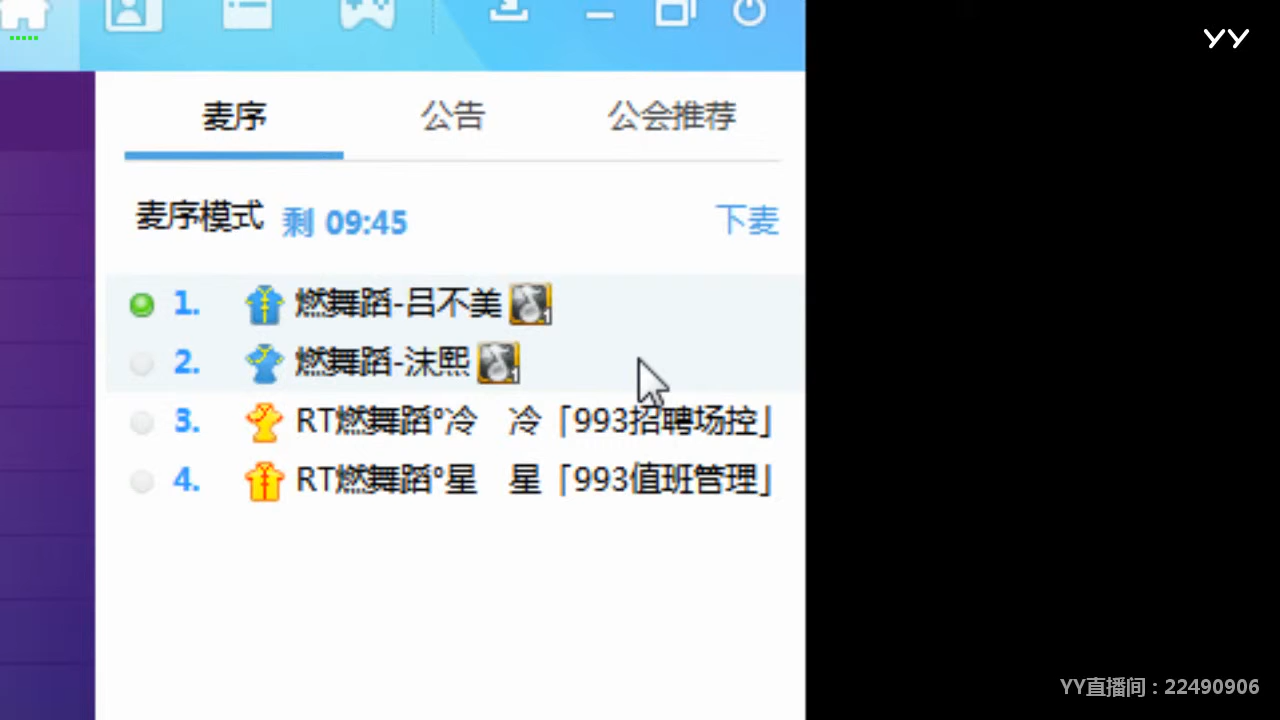 YY
麦序 公告 公会推荐
麦序模式 剩 09:45 下麦
1. 燃舞蹈-吕不美
2. 燃舞蹈-沫熙
3. RT燃舞蹈°冷 冷「993招聘场控」
4. RT燃舞蹈°星 星「993值班管理」
YY直播间：22490906